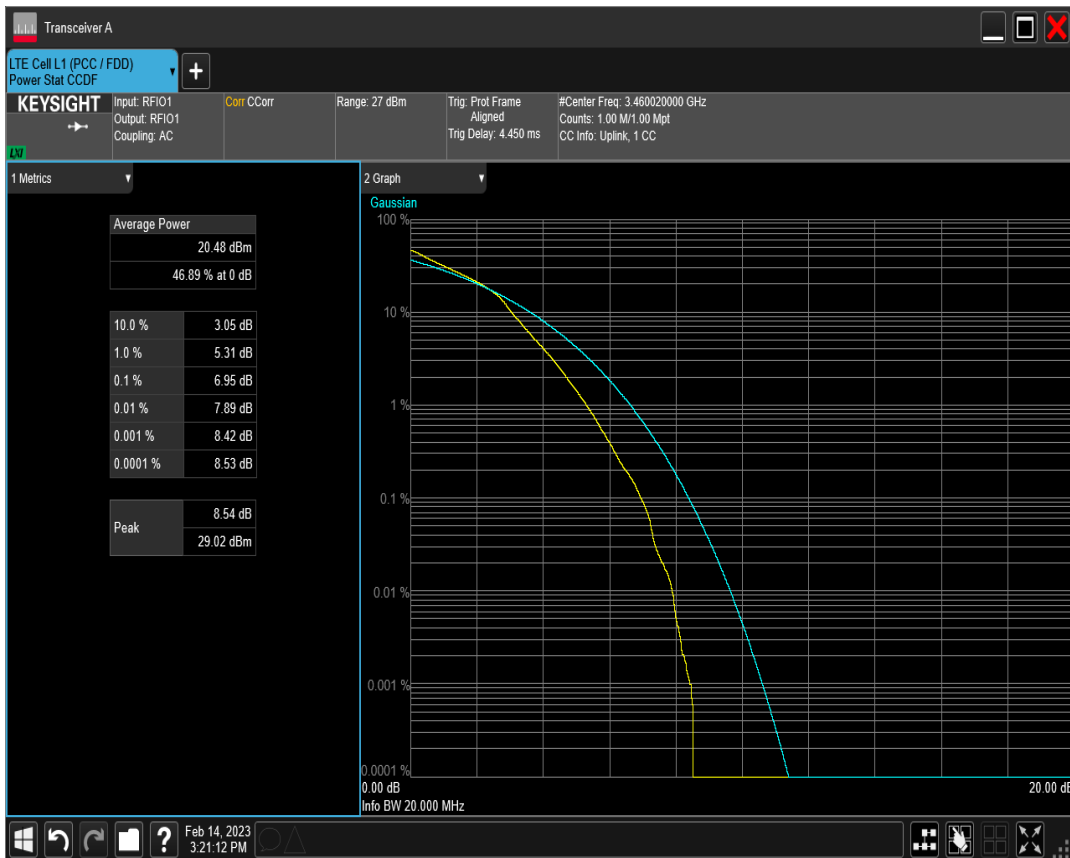 Transceiver A
LTE Cell L1 (PCC / FDD)
Power Stat CCDF
KEYSIGHT
LXI
Input: RFIO1
Output: RFIO1
Coupling: AC
Corr CCorr
Range: 27 dBm
Trig: Prot Frame
Aligned
Trig Delay: 4.450 ms
#Center Freq: 3.460020000 GHz
Counts: 1.00 M/1.00 Mpt
CC Info: Uplink, 1 CC
1 Metrics
Average Power
20.48 dBm
46.89 % at 0 dB
10.0 % 3.05 dB
1.0 % 5.31 dB
0.1 % 6.95 dB
0.01 % 7.89 dB
0.001 % 8.42 dB
0.0001 % 8.53 dB
Peak
8.54 dB
29.02 dBm
2 Graph
Gaussian
100 %
10 %
1 %
0.1 %
0.01 %
0.001 %
0.0001 %
0.00 dB 20.00 dB
Info BW 20.000 MHz
Feb 14, 2023
3:21:12 PM